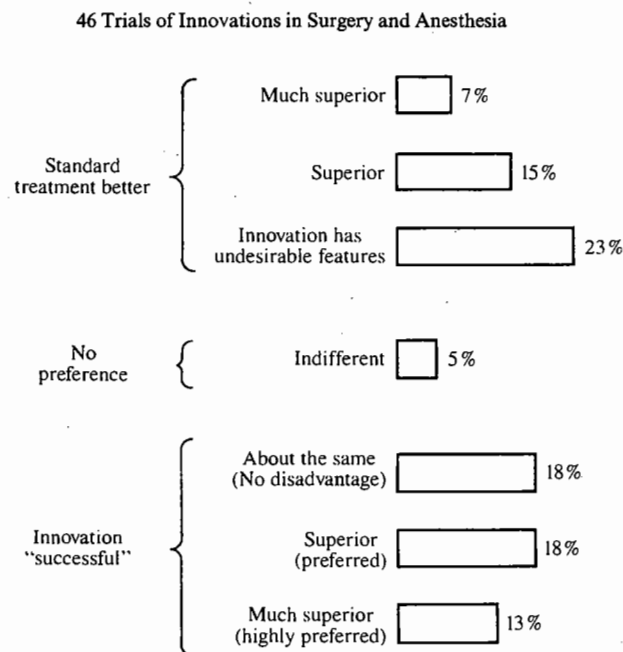 46 Trials of Innovations in Surgery and Anesthesia
Standard
treatment better
Much superior
7%
Superior
15%
Innovation has
undesirable features
23%
No
preference
Indifferent
5%
Innovation
"successful"
About the same
(No disadvantage)
18%
Superior
(preferred)
18%
Much superior
(highly preferred)
13%